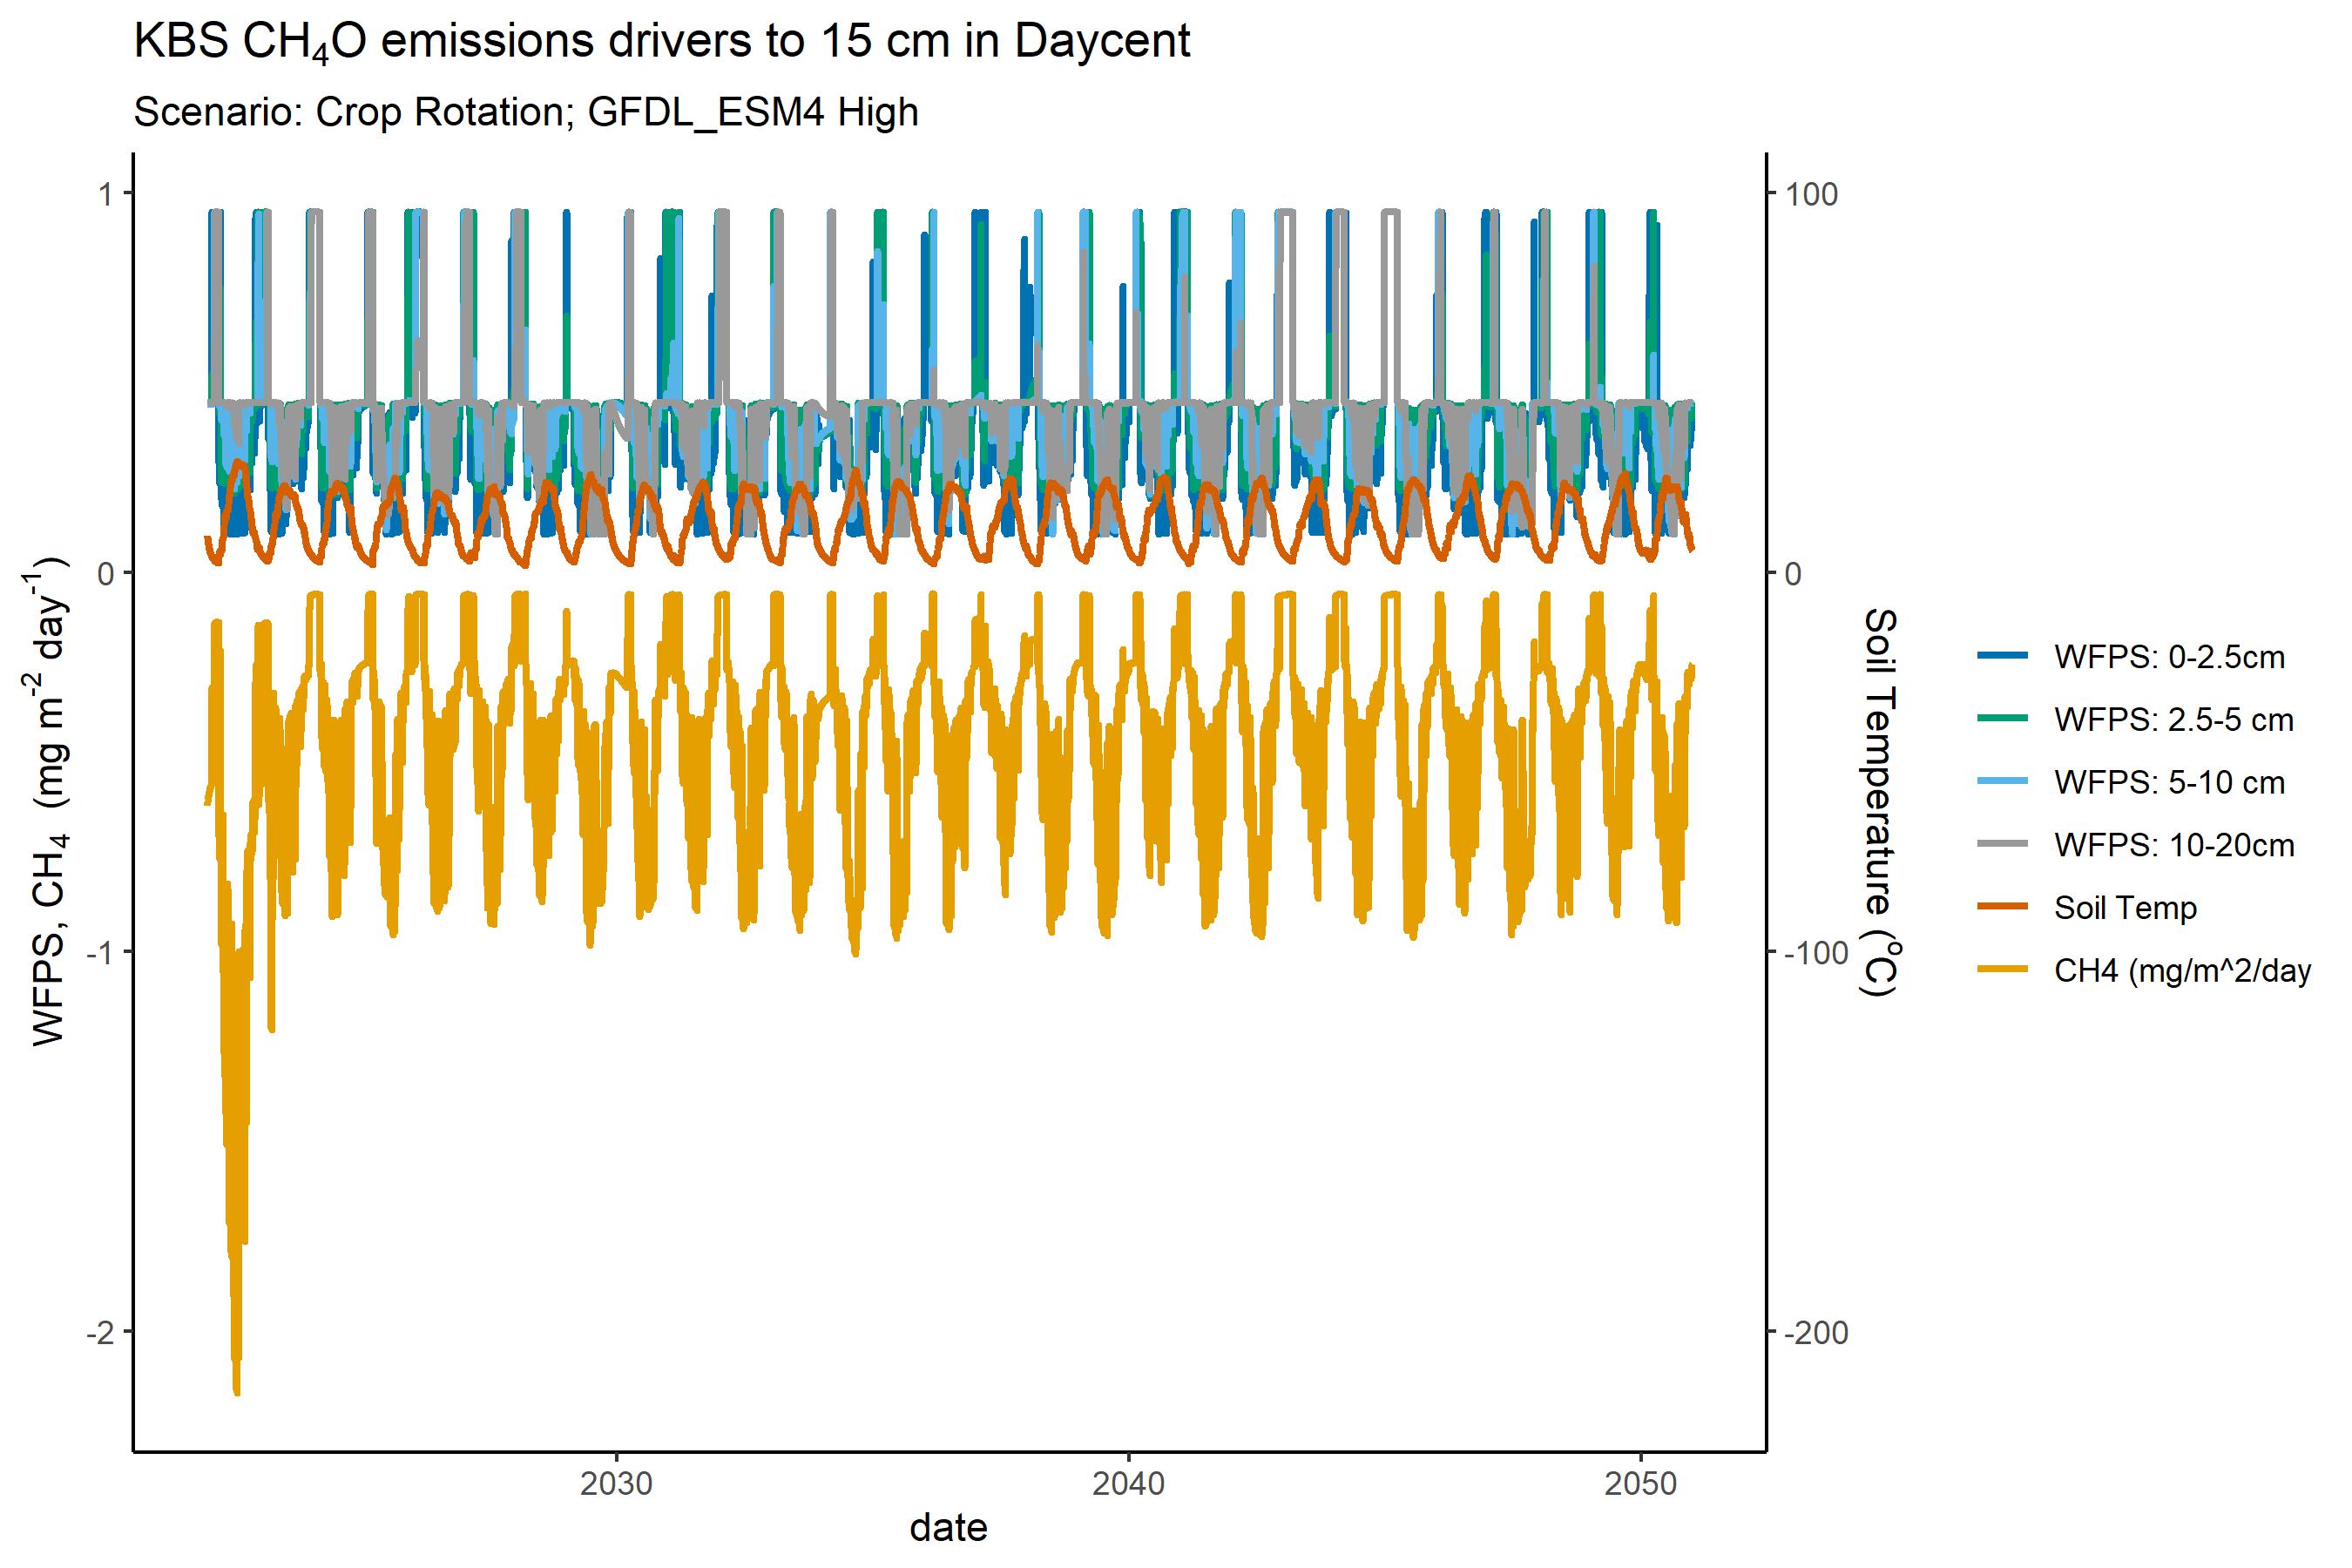 KBS CH₄O emissions drivers to 15 cm in Daycent
Scenario: Crop Rotation; GFDL_ESM4 High
1
0
-1
-2
WFPS, CH₄ (mg m⁻² day⁻¹)
100
0
-100
-200
Soil Temperature (ᵒC)
2030
2040
2050
date
WFPS: 0-2.5cm
WFPS: 2.5-5 cm
WFPS: 5-10 cm
WFPS: 10-20cm
Soil Temp
CH4 (mg/m^2/day